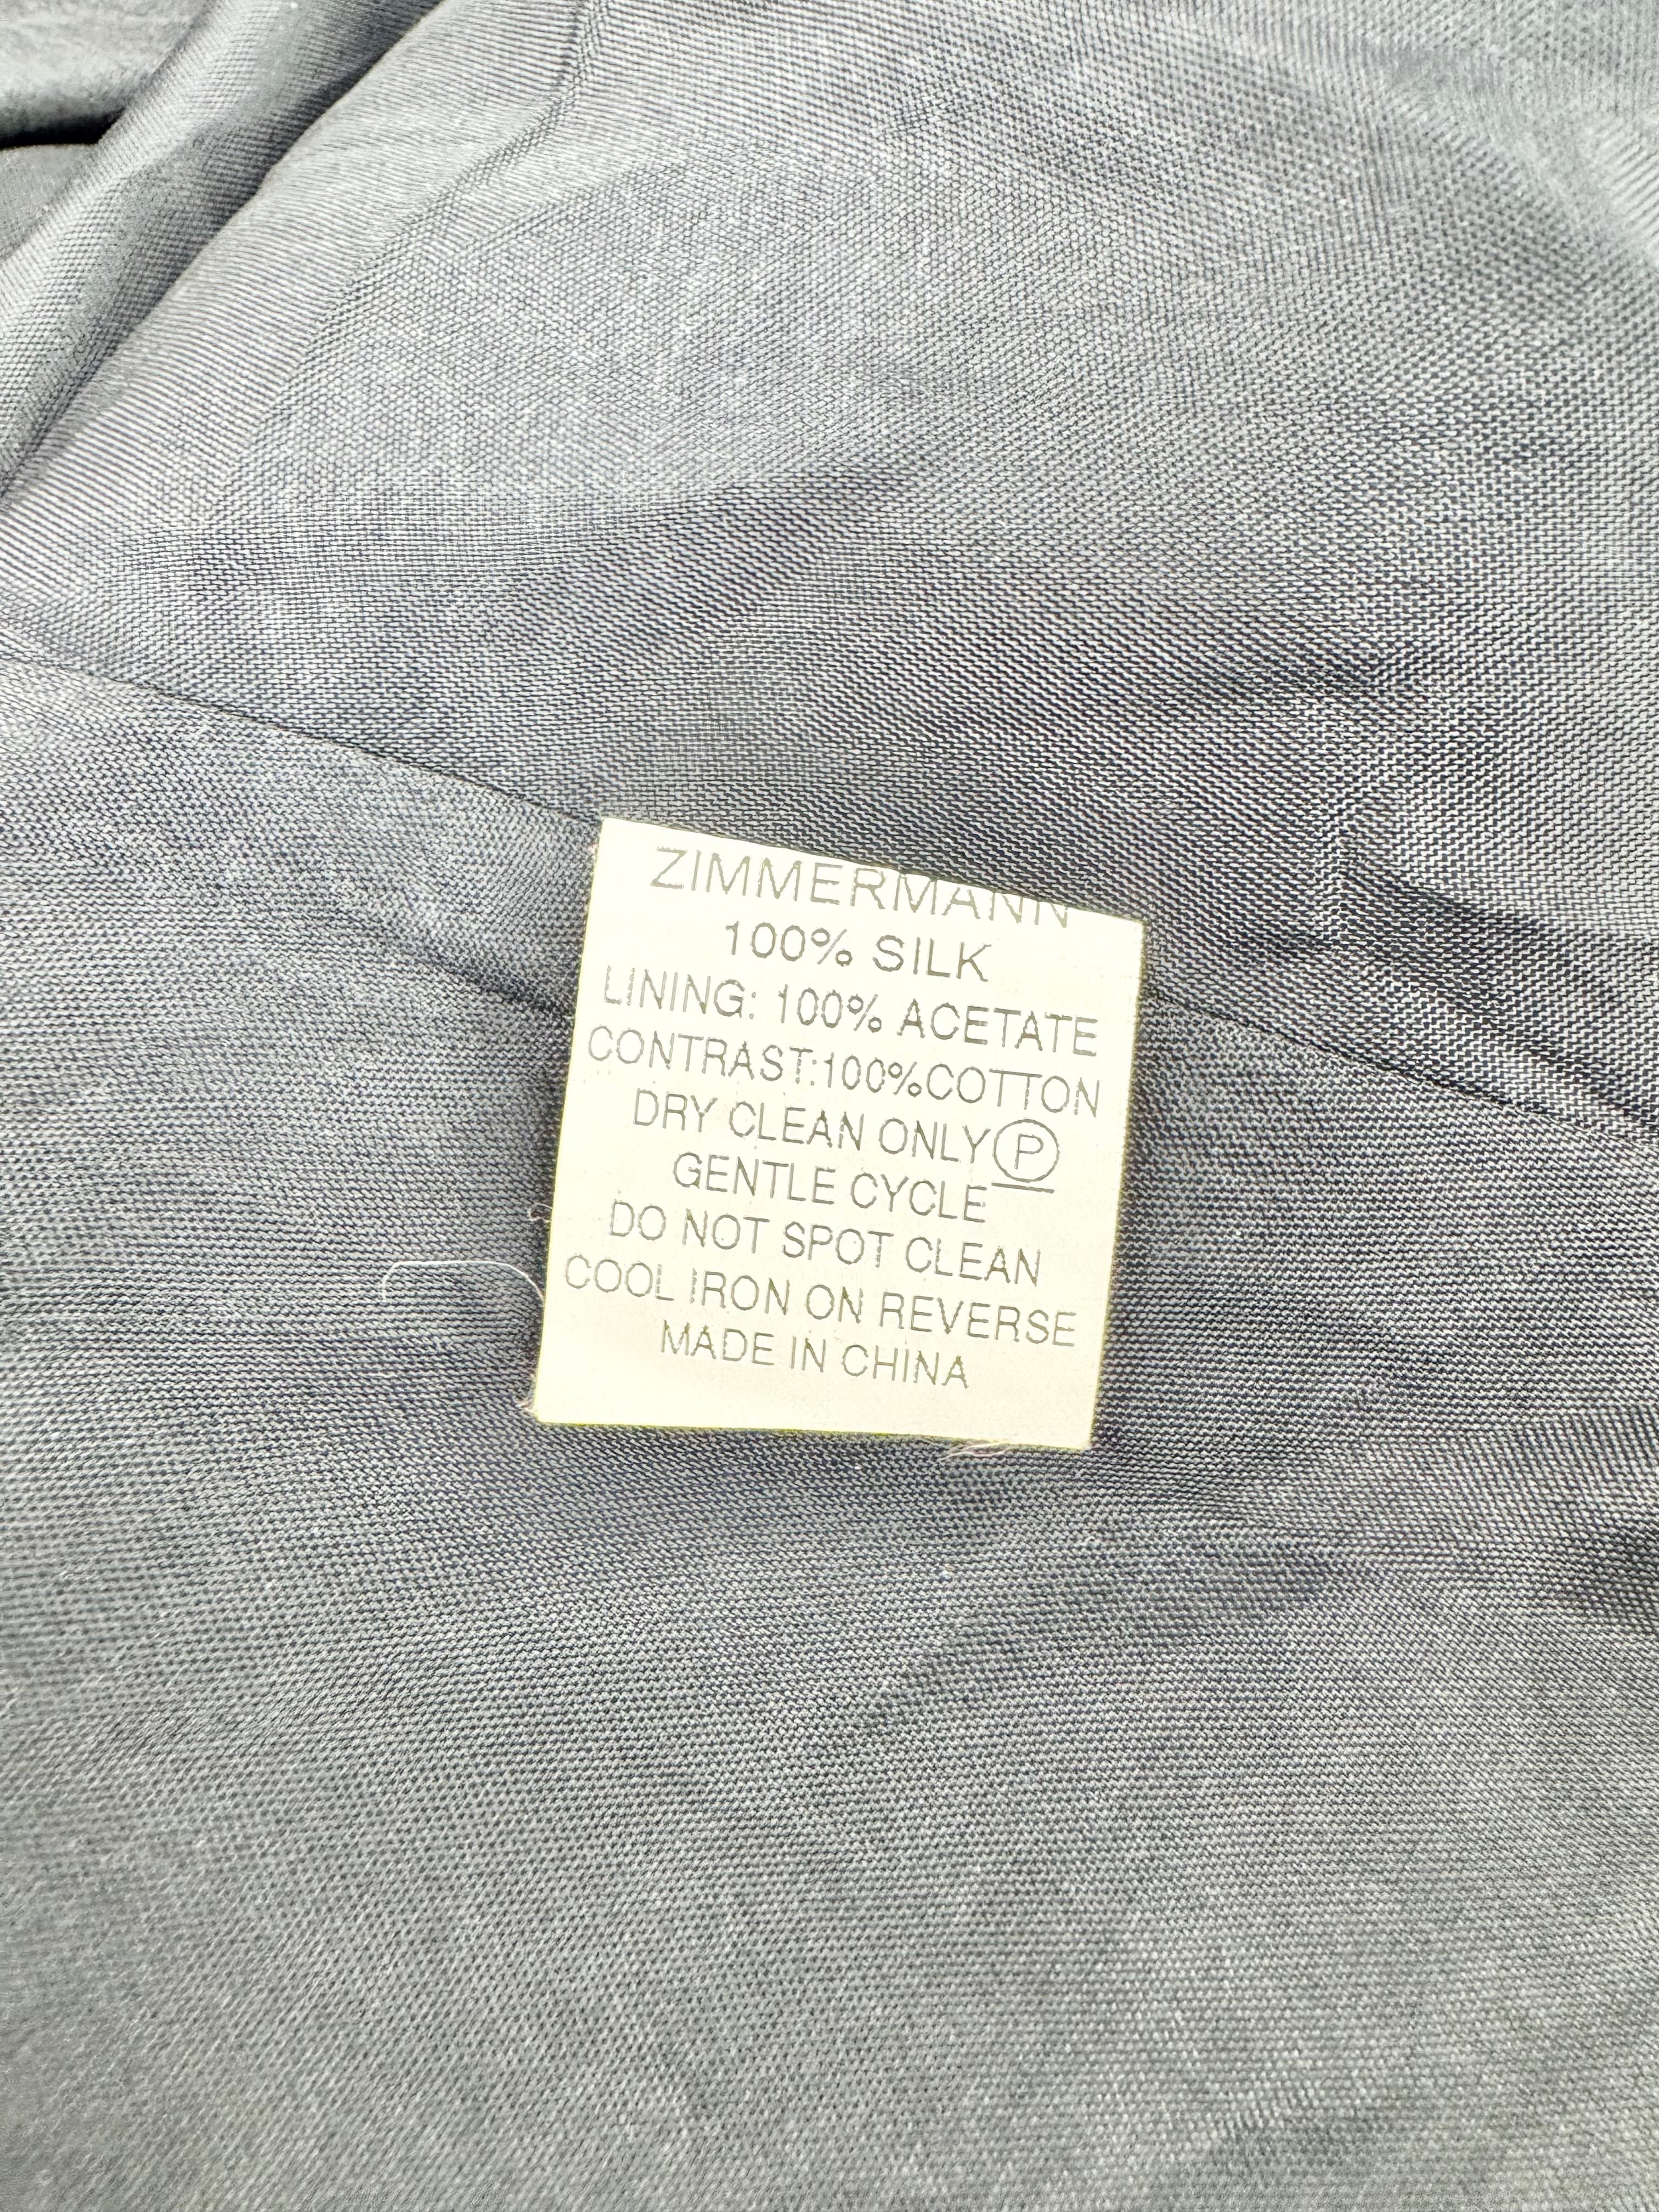 ZIMMERMANN
100% SILK
LINING: 100% ACETATE
CONTRAST:100%COTTON
DRY CLEAN ONLY Ⓟ
GENTLE CYCLE
DO NOT SPOT CLEAN
COOL IRON ON REVERSE
MADE IN CHINA